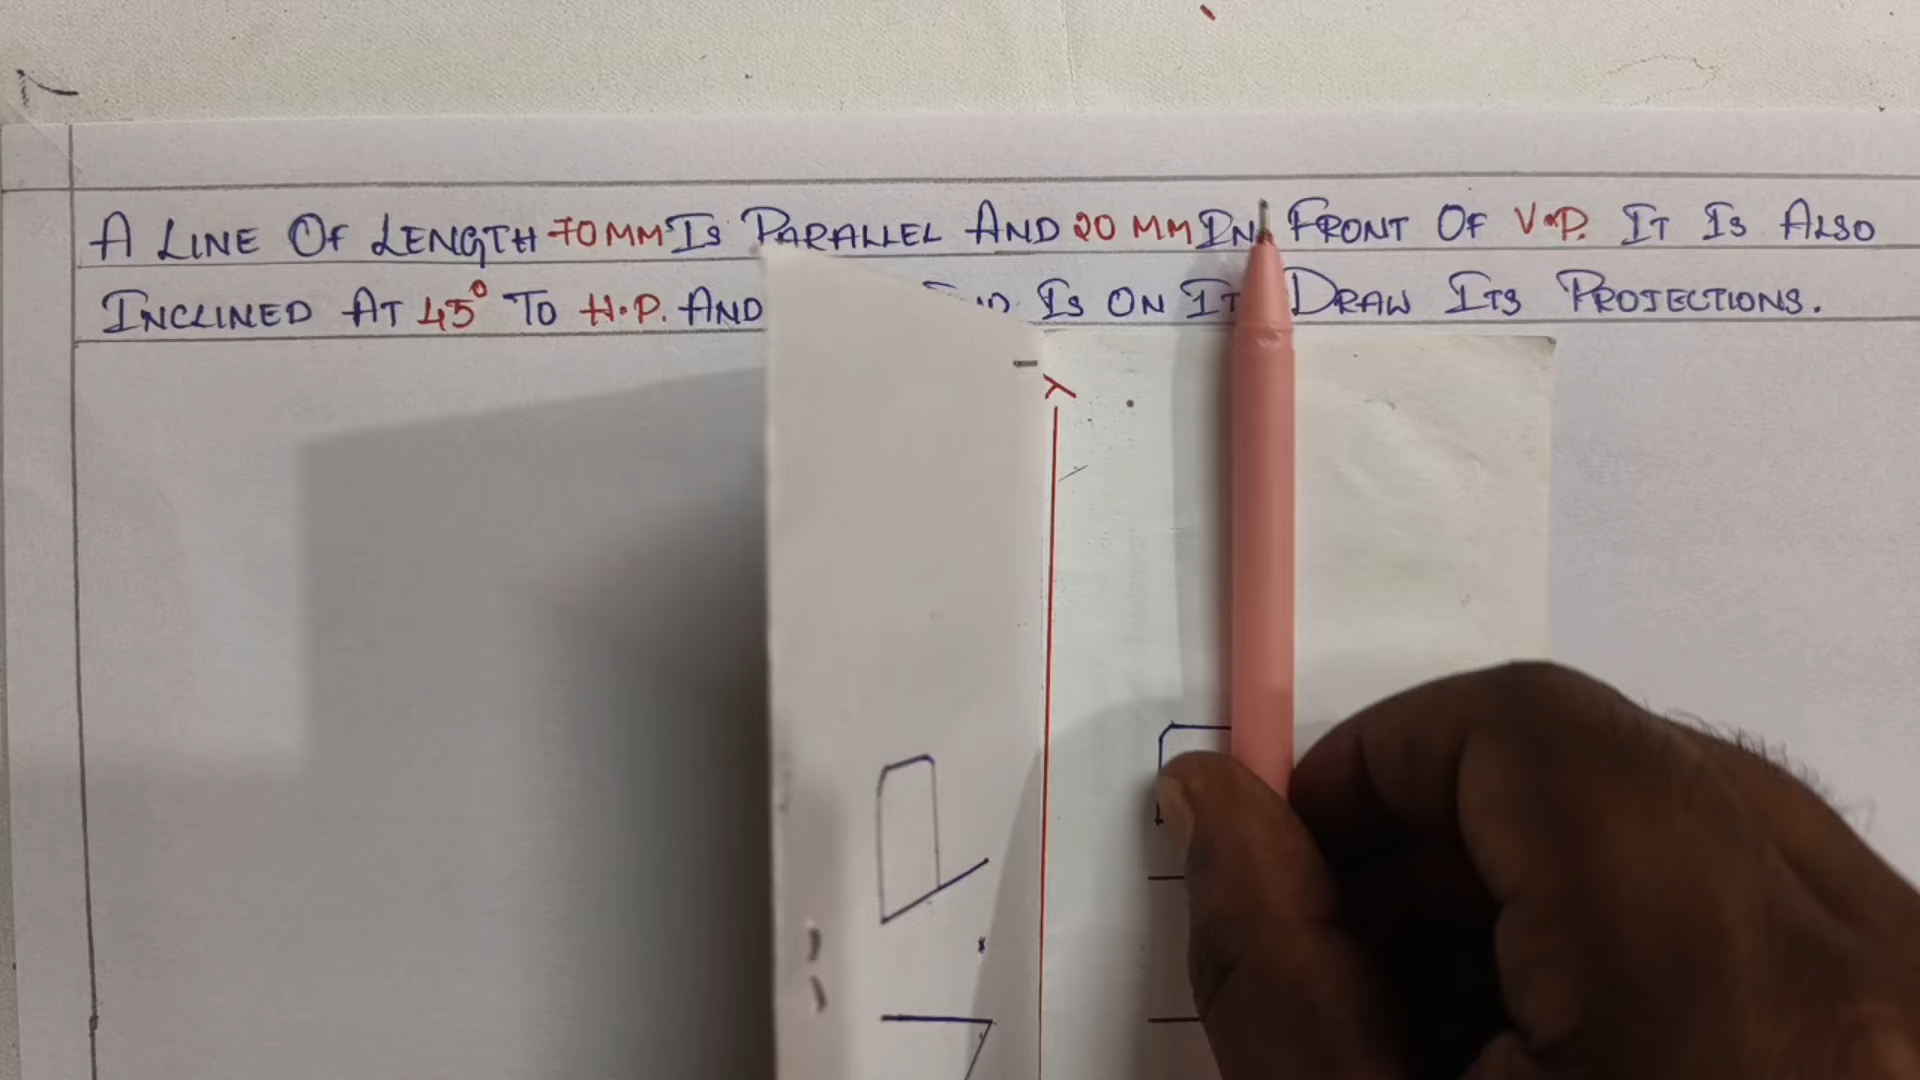 A LINE OF LENGTH 70 MM IS PARALLEL AND 20 MM IN FRONT OF V.P. IT IS ALSO
INCLINED AT 45° TO H.P. AND IS ON IT DRAW ITS PROJECTIONS.
Y
V.P